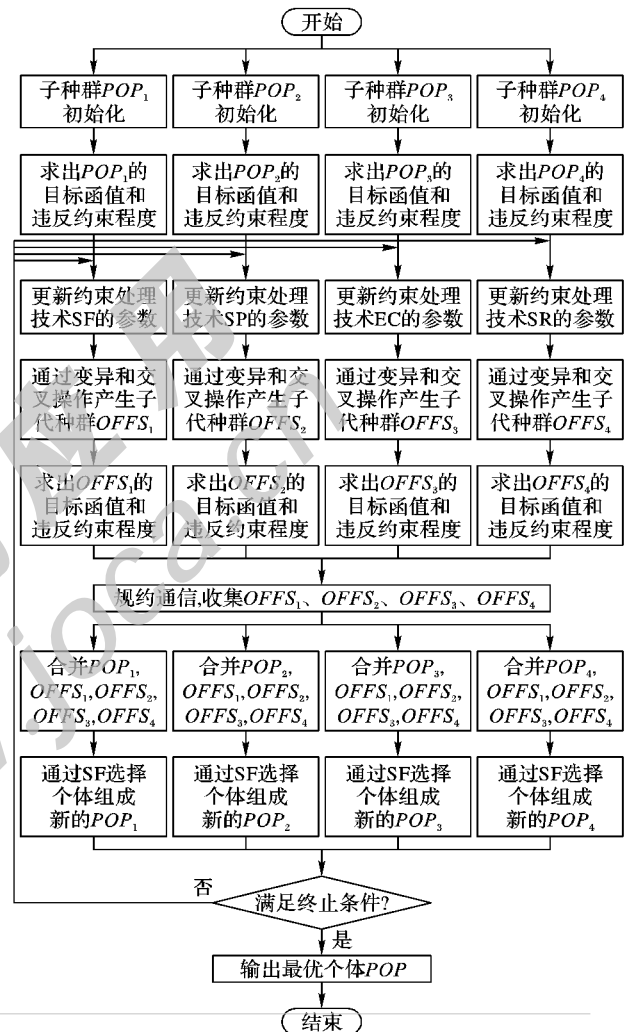 开始
子种群POP₁
初始化
子种群POP₂
初始化
子种群POP₃
初始化
子种群POP₄
初始化
求出POP₁的
目标函值和
违反约束程度
求出POP₂的
目标函值和
违反约束程度
求出POP₃的
目标函值和
违反约束程度
求出POP₄的
目标函值和
违反约束程度
更新约束处理
技术SF的参数
更新约束处理
技术SP的参数
更新约束处理
技术EC的参数
更新约束处理
技术SR的参数
通过变异和交
叉操作产生子
代种群OFFS₁
通过变异和交
叉操作产生子
代种群OFFS₂
通过变异和交
叉操作产生子
代种群OFFS₃
通过变异和交
叉操作产生子
代种群OFFS₄
求出OFFS₁的
目标函值和
违反约束程度
求出OFFS₂的
目标函值和
违反约束程度
求出OFFS₃的
目标函值和
违反约束程度
求出OFFS₄的
目标函值和
违反约束程度
规约通信,收集OFFS₁、OFFS₂、OFFS₃、OFFS₄
合并POP₁,
OFFS₁,OFFS₂,
OFFS₃,OFFS₄
合并POP₂,
OFFS₁,OFFS₂,
OFFS₃,OFFS₄
合并POP₃,
OFFS₁,OFFS₂,
OFFS₃,OFFS₄
合并POP₄,
OFFS₁,OFFS₂,
OFFS₃,OFFS₄
通过SF选择
个体组成
新的POP₁
通过SF选择
个体组成
新的POP₂
通过SF选择
个体组成
新的POP₃
通过SF选择
个体组成
新的POP₄
否
满足终止条件?
是
输出最优个体POP
结束
应用
.joca.cn